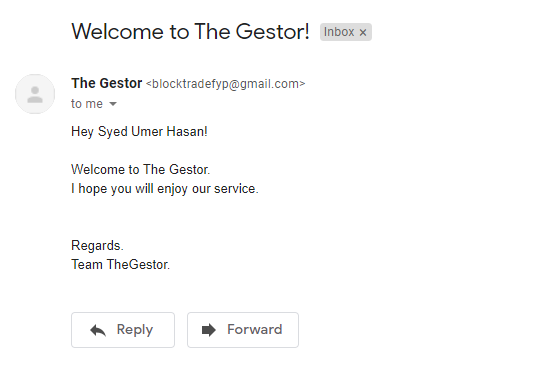 Welcome to The Gestor! Inbox ×
The Gestor <blocktradefyp@gmail.com>
to me
Hey Syed Umer Hasan!
Welcome to The Gestor.
I hope you will enjoy our service.
Regards.
Team TheGestor.
Reply Forward